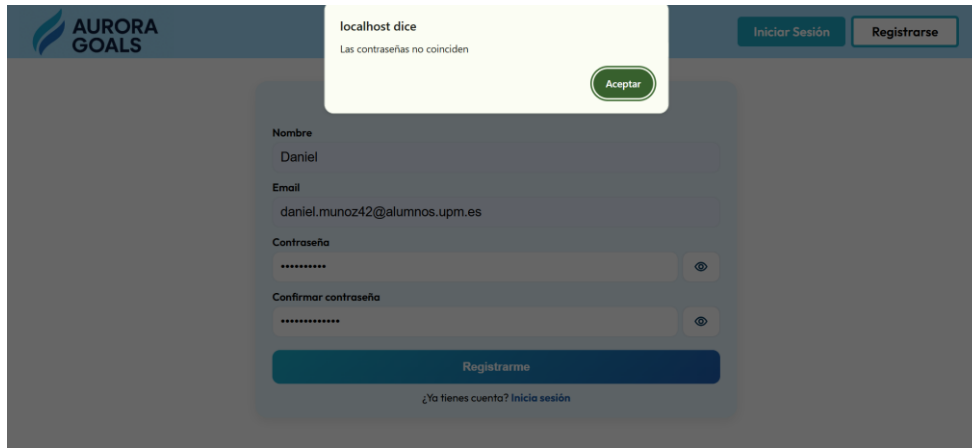 AURORA
GOALS
localhost dice
Las contraseñas no coinciden
Aceptar
Iniciar Sesión
Registrarse
Nombre
Daniel
Email
daniel.munoz42@alumnos.upm.es
Contraseña
••••••••••
Confirmar contraseña
•••••••••••••
Registrarme
¿Ya tienes cuenta? Inicia sesión